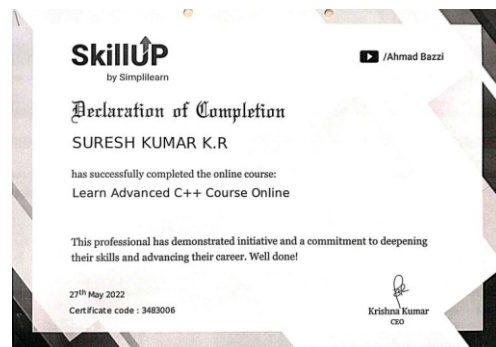 SkillUP
by Simplilearn
/Ahmad Bazzi
Declaration of Completion
SURESH KUMAR K.R
has successfully completed the online course:
Learn Advanced C++ Course Online
This professional has demonstrated initiative and a commitment to deepening
their skills and advancing their career. Well done!
27th May 2022
Certificate code : 3483006
Krishna Kumar
CEO